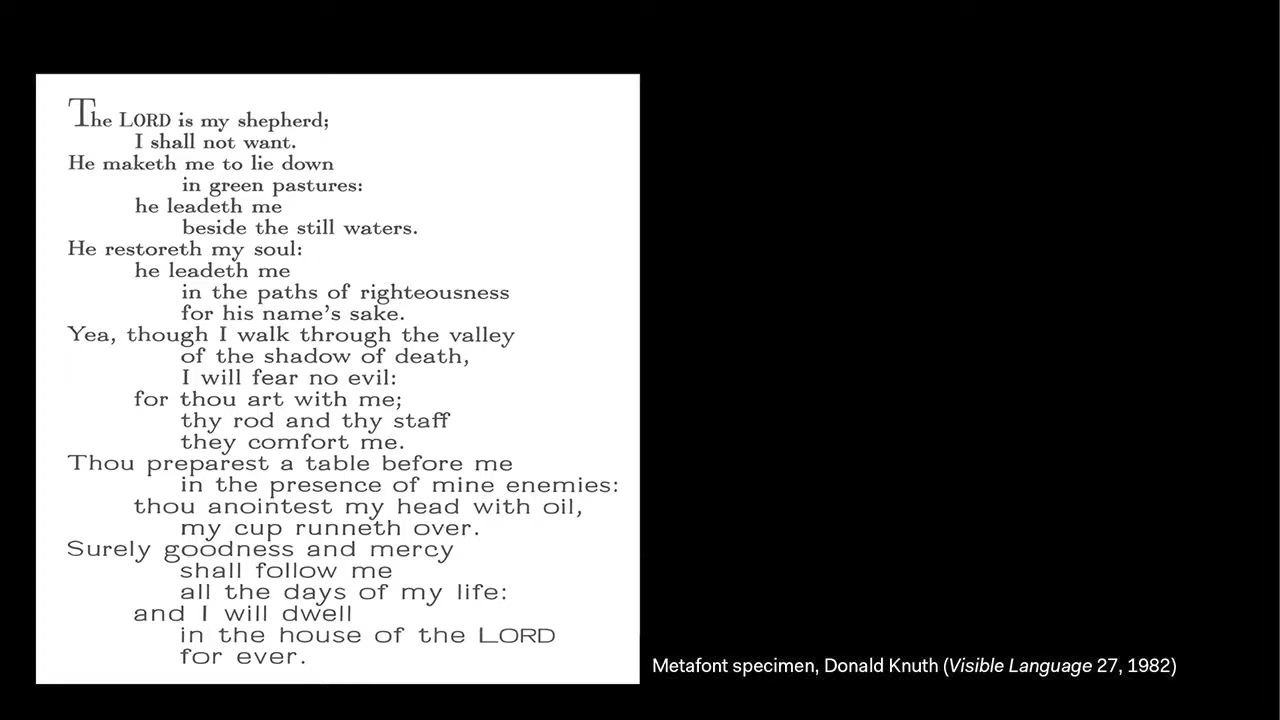 The LORD is my shepherd;
I shall not want.
He maketh me to lie down
in green pastures:
he leadeth me
beside the still waters.
He restoreth my soul:
he leadeth me
in the paths of righteousness
for his name's sake.
Yea, though I walk through the valley
of the shadow of death,
I will fear no evil:
for thou art with me;
thy rod and thy staff
they comfort me.
Thou preparest a table before me
in the presence of mine enemies:
thou anointest my head with oil,
my cup runneth over.
Surely goodness and mercy
shall follow me
all the days of my life:
and I will dwell
in the house of the LORD
for ever.
Metafont specimen, Donald Knuth (Visible Language 27, 1982)